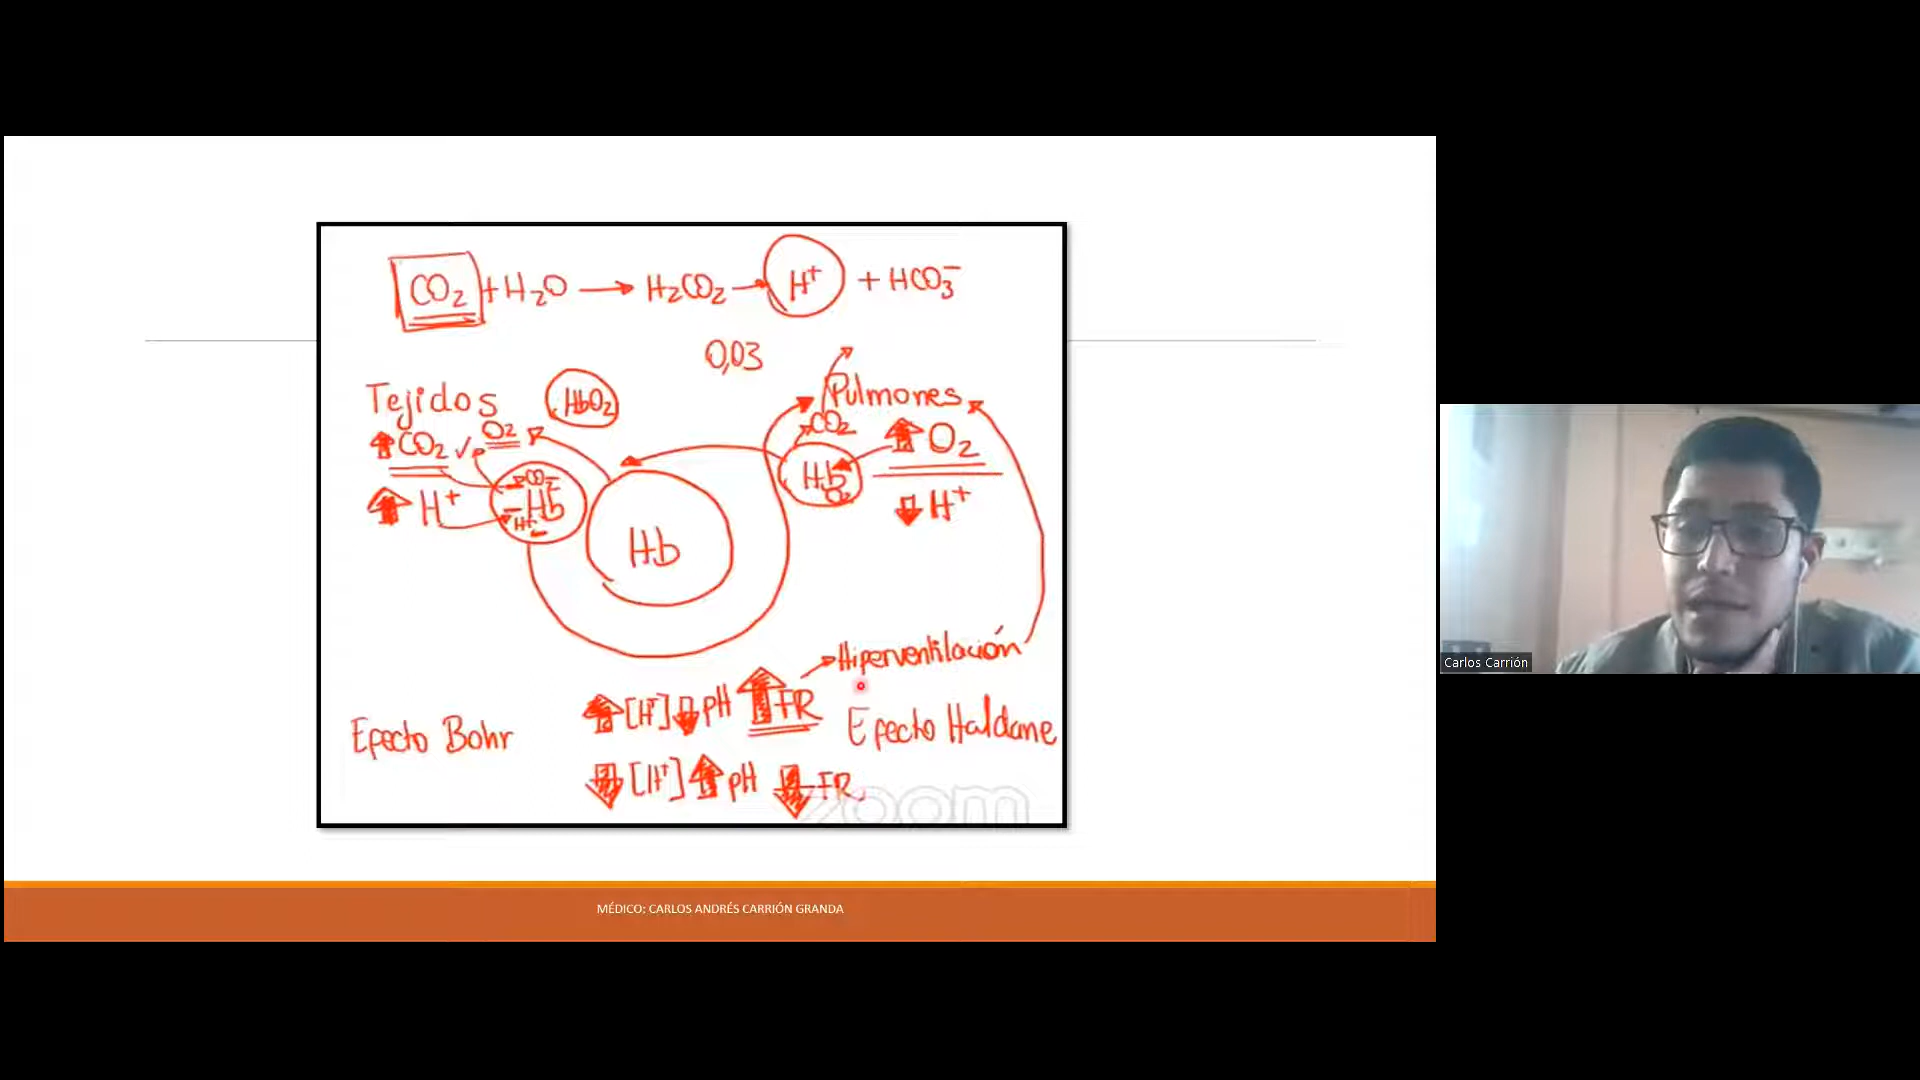 CO2 + H2O → H2CO2 → H+ + HCO3-
0,03
Tejidos
HbO2
Pulmones
CO2 ✓ O2
CO2
O2
CO2
H+
Hb
H+
Hb
O2
H+
Hb
Hiperventilación
[H+] pH FR
Efecto Bohr
Efecto Haldane
[H+] pH FR
zoom
MÉDICO: CARLOS ANDRÉS CARRIÓN GRANDA
Carlos Carrión